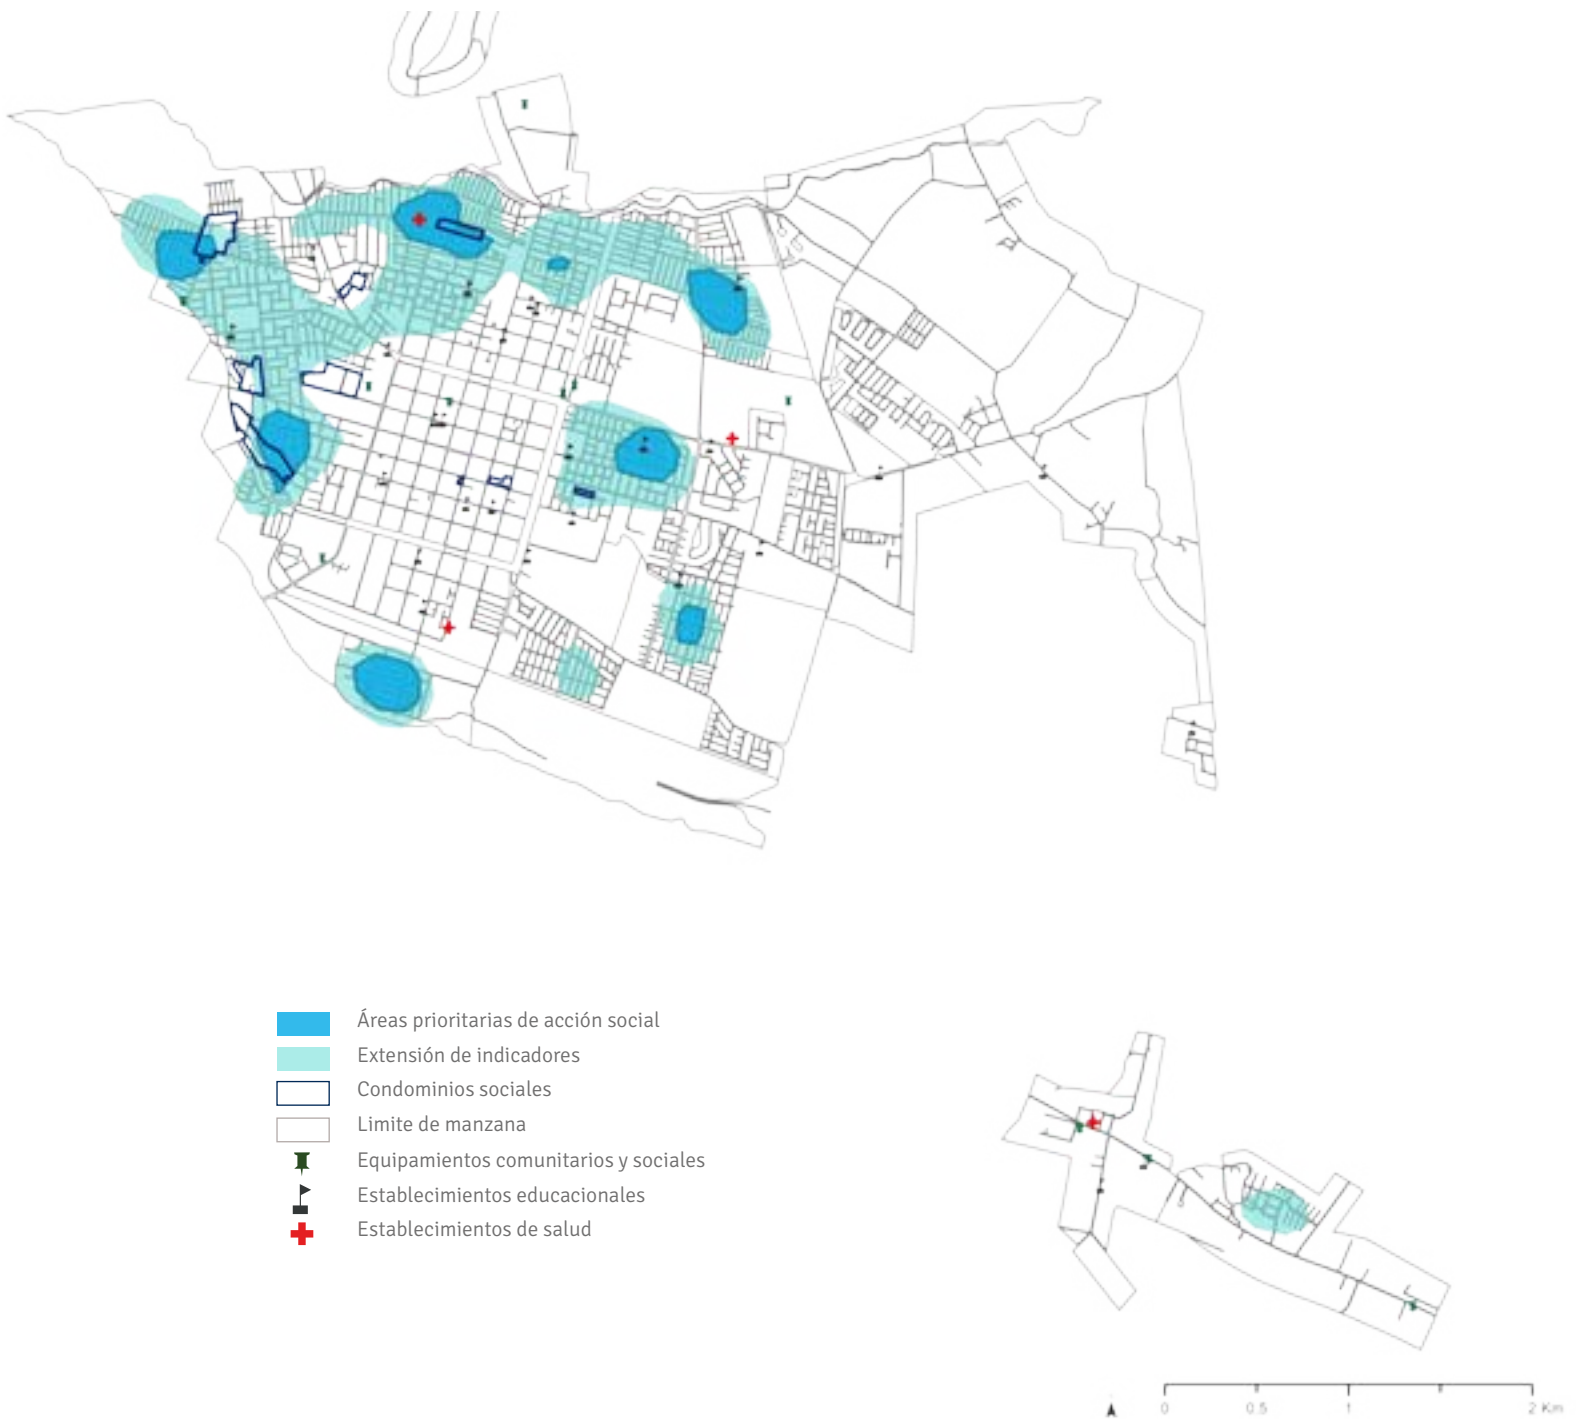 Áreas prioritarias de acción social
Extensión de indicadores
Condominios sociales
Limite de manzana
Equipamientos comunitarios y sociales
Establecimientos educacionales
Establecimientos de salud
0 0.5 1 2 Km